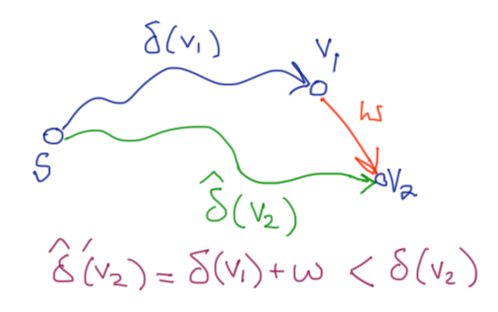 δ(v₁)
V₁
w
S
V₂
δ̂(v₂)
δ̂′(v₂) = δ(v₁) + w < δ(v₂)